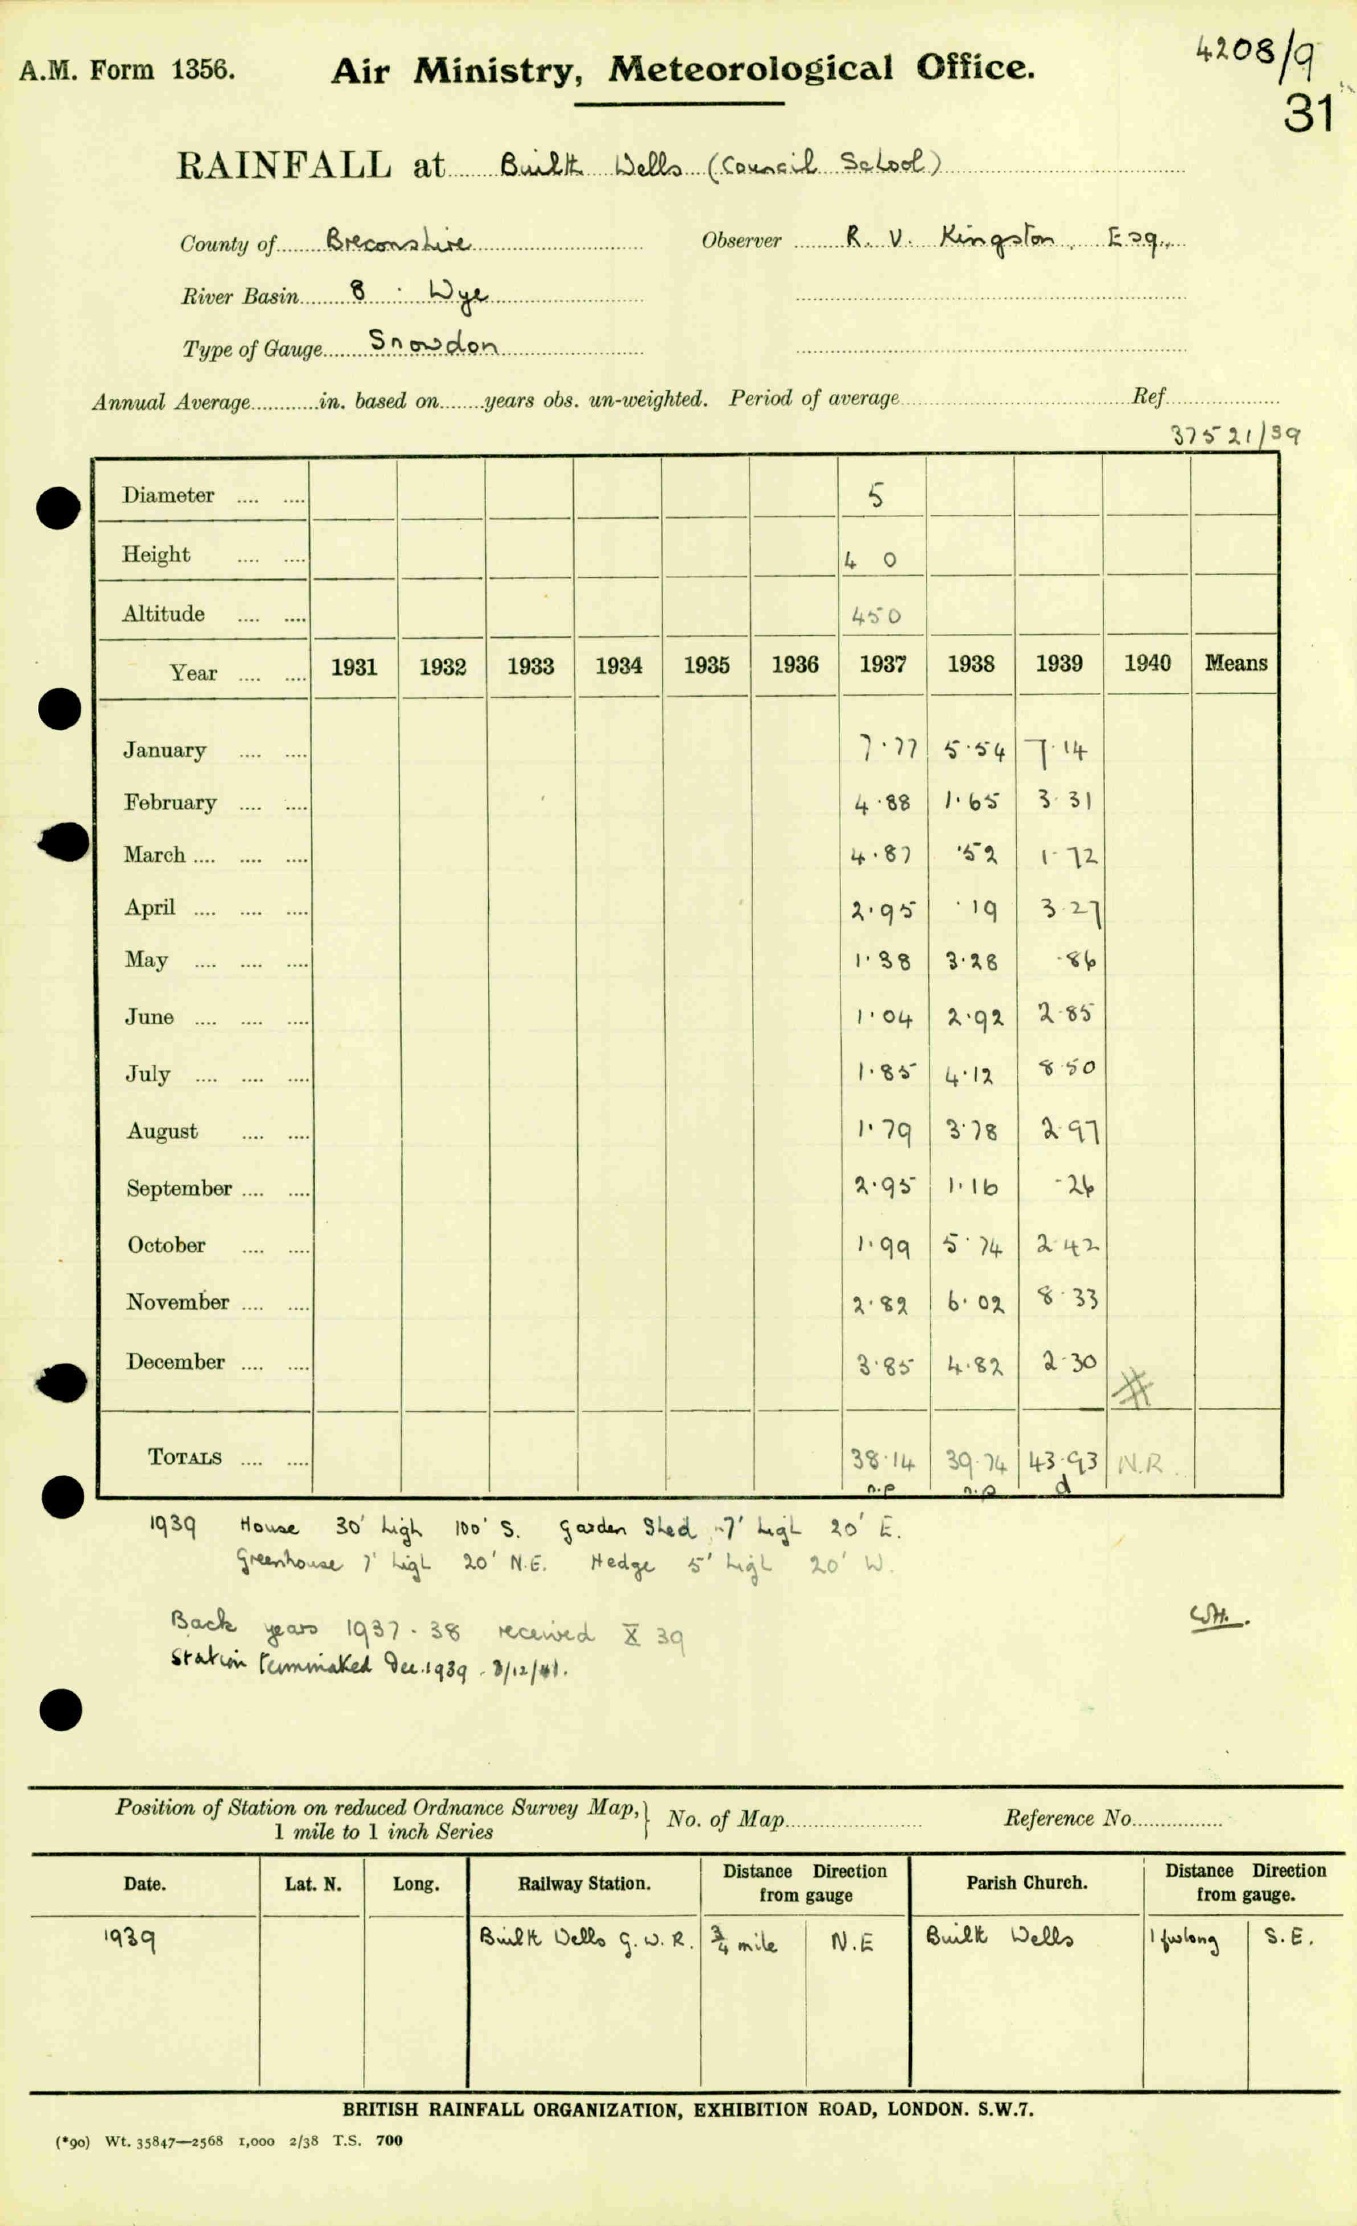 4208/9
A.M. Form 1356. Air Ministry, Meteorological Office.
31
RAINFALL at Builth Wells (Council School)
County of Breconshire Observer R. V. Kingston, Esq.,
River Basin 8 · Wye
Type of Gauge Snowdon
Annual Average............in. based on.......years obs. un-weighted. Period of average.......... Ref..........
37521/39
Diameter .... .... 5
Height .... .... 4 0
Altitude .... .... 450
Year .... .... 1931 1932 1933 1934 1935 1936 1937 1938 1939 1940 Means
January .... .... 7·77 5·54 7·14
February .... .... 4·88 1·65 3·31
March .... .... .... 4·87 ·52 1·72
April .... .... .... 2·95 ·19 3·27
May .... .... .... 1·38 3·28 ·86
June .... .... .... 1·04 2·92 2·85
July .... .... .... 1·85 4·12 8·50
August .... .... 1·79 3·78 2·97
September .... .... 2·95 1·16 ·26
October .... .... 1·99 5·74 2·42
November .... .... 2·82 6·02 8·33
December .... .... 3·85 4·82 2·30
#
TOTALS .... .... 38·14 39·74 43·93 N.R.
n.p n.p d
1939 House 30' high 100' S. Garden Shed 7' high 20' E.
Greenhouse 7' high 20' N.E. Hedge 5' high 20' W.
Back years 1937-38 received X 39
Station terminated Dec. 1939 - 3/12/41.
Position of Station on reduced Ordnance Survey Map, } No. of Map.......... Reference No..........
1 mile to 1 inch Series
Date. Lat. N. Long. Railway Station. Distance Direction from gauge Parish Church. Distance Direction from gauge.
1939 Builth Wells G.W.R. ¾ mile N.E Builth Wells 1 furlong S.E.
BRITISH RAINFALL ORGANIZATION, EXHIBITION ROAD, LONDON. S.W.7.
(*90) Wt. 35847—2568 1,000 2/38 T.S. 700